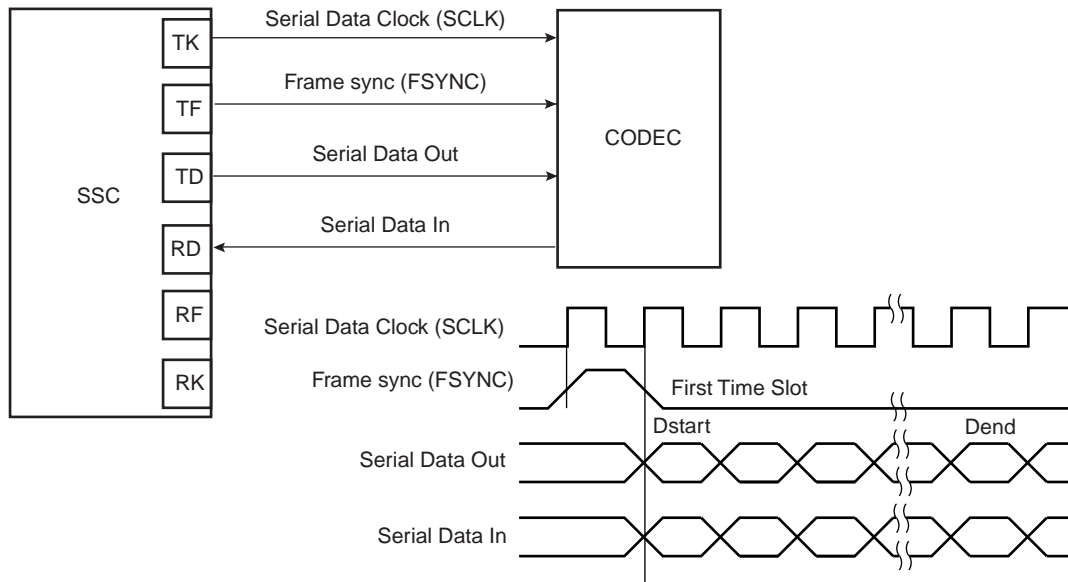 SSC
TK
TF
TD
RD
RF
RK
Serial Data Clock (SCLK)
Frame sync (FSYNC)
Serial Data Out
Serial Data In
CODEC
Serial Data Clock (SCLK)
Frame sync (FSYNC)
First Time Slot
Dstart
Dend
Serial Data Out
Serial Data In